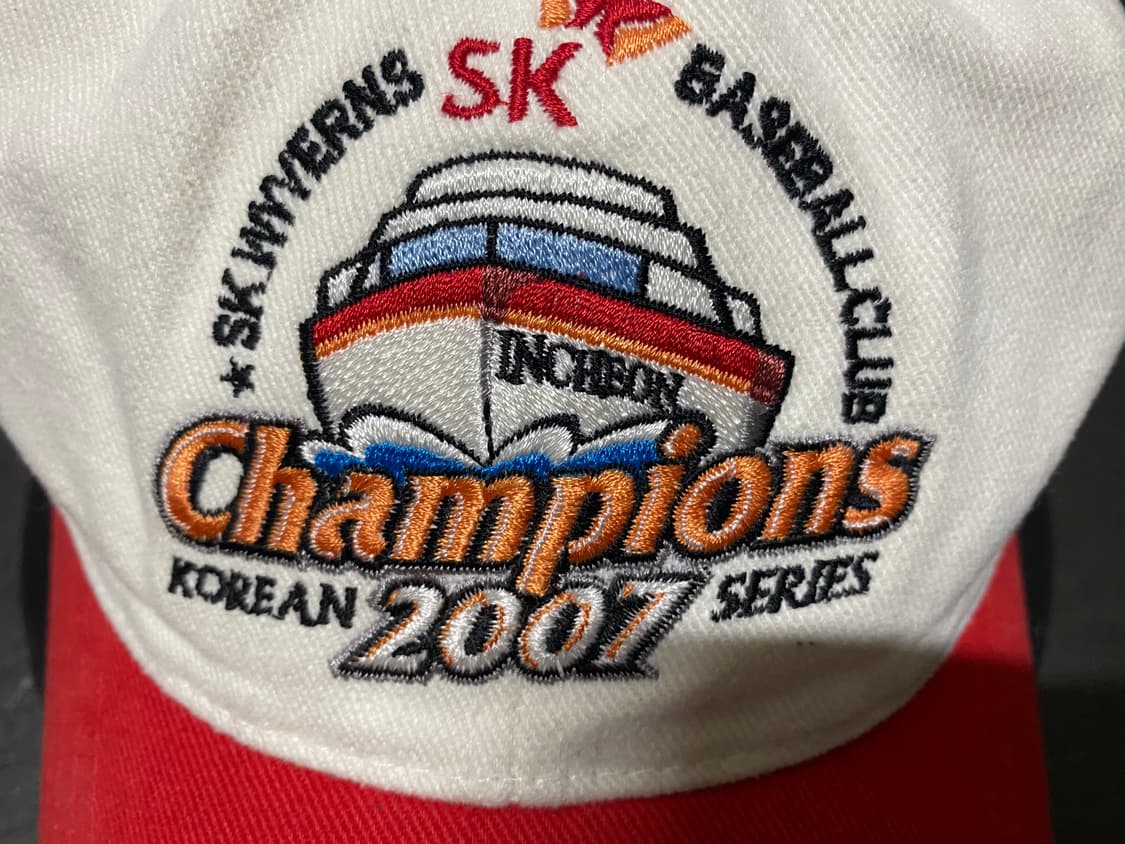 SK
★ SK WYVERNS BASEBALL CLUB
INCHEON
Champions
KOREAN 2007 SERIES